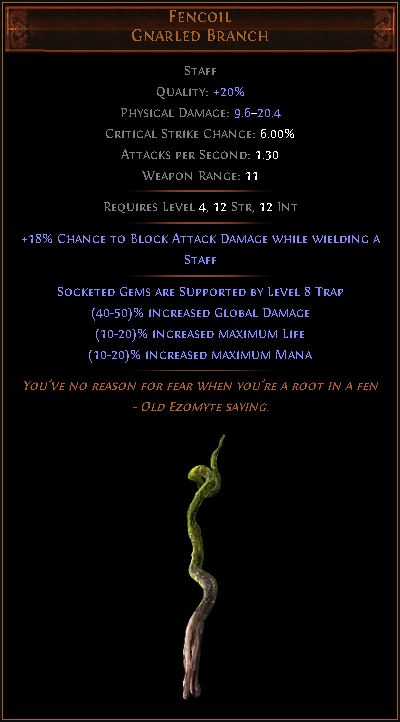 Fencoil
Gnarled Branch
Staff
Quality: +20%
Physical Damage: 9.6–20.4
Critical Strike Chance: 6.00%
Attacks per Second: 1.30
Weapon Range: 11
Requires Level 4, 12 Str, 12 Int
+18% Chance to Block Attack Damage while wielding a
Staff
Socketed Gems are Supported by Level 8 Trap
(40-50)% increased Global Damage
(10-20)% increased maximum Life
(10-20)% increased maximum Mana
You've no reason for fear when you're a root in a fen
- Old Ezomyte saying.